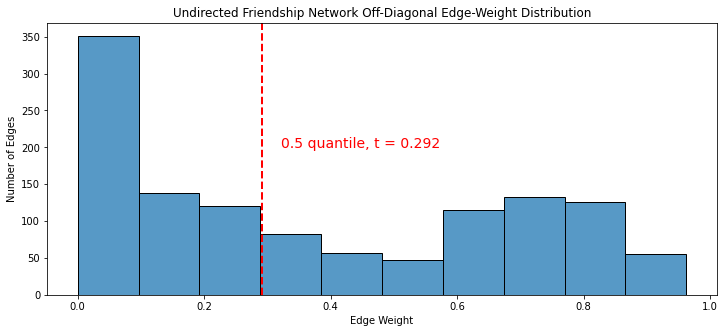 Undirected Friendship Network Off-Diagonal Edge-Weight Distribution
Number of Edges
350
300
250
200
150
100
50
0
0.5 quantile, t = 0.292
0.0 0.2 0.4 0.6 0.8 1.0
Edge Weight